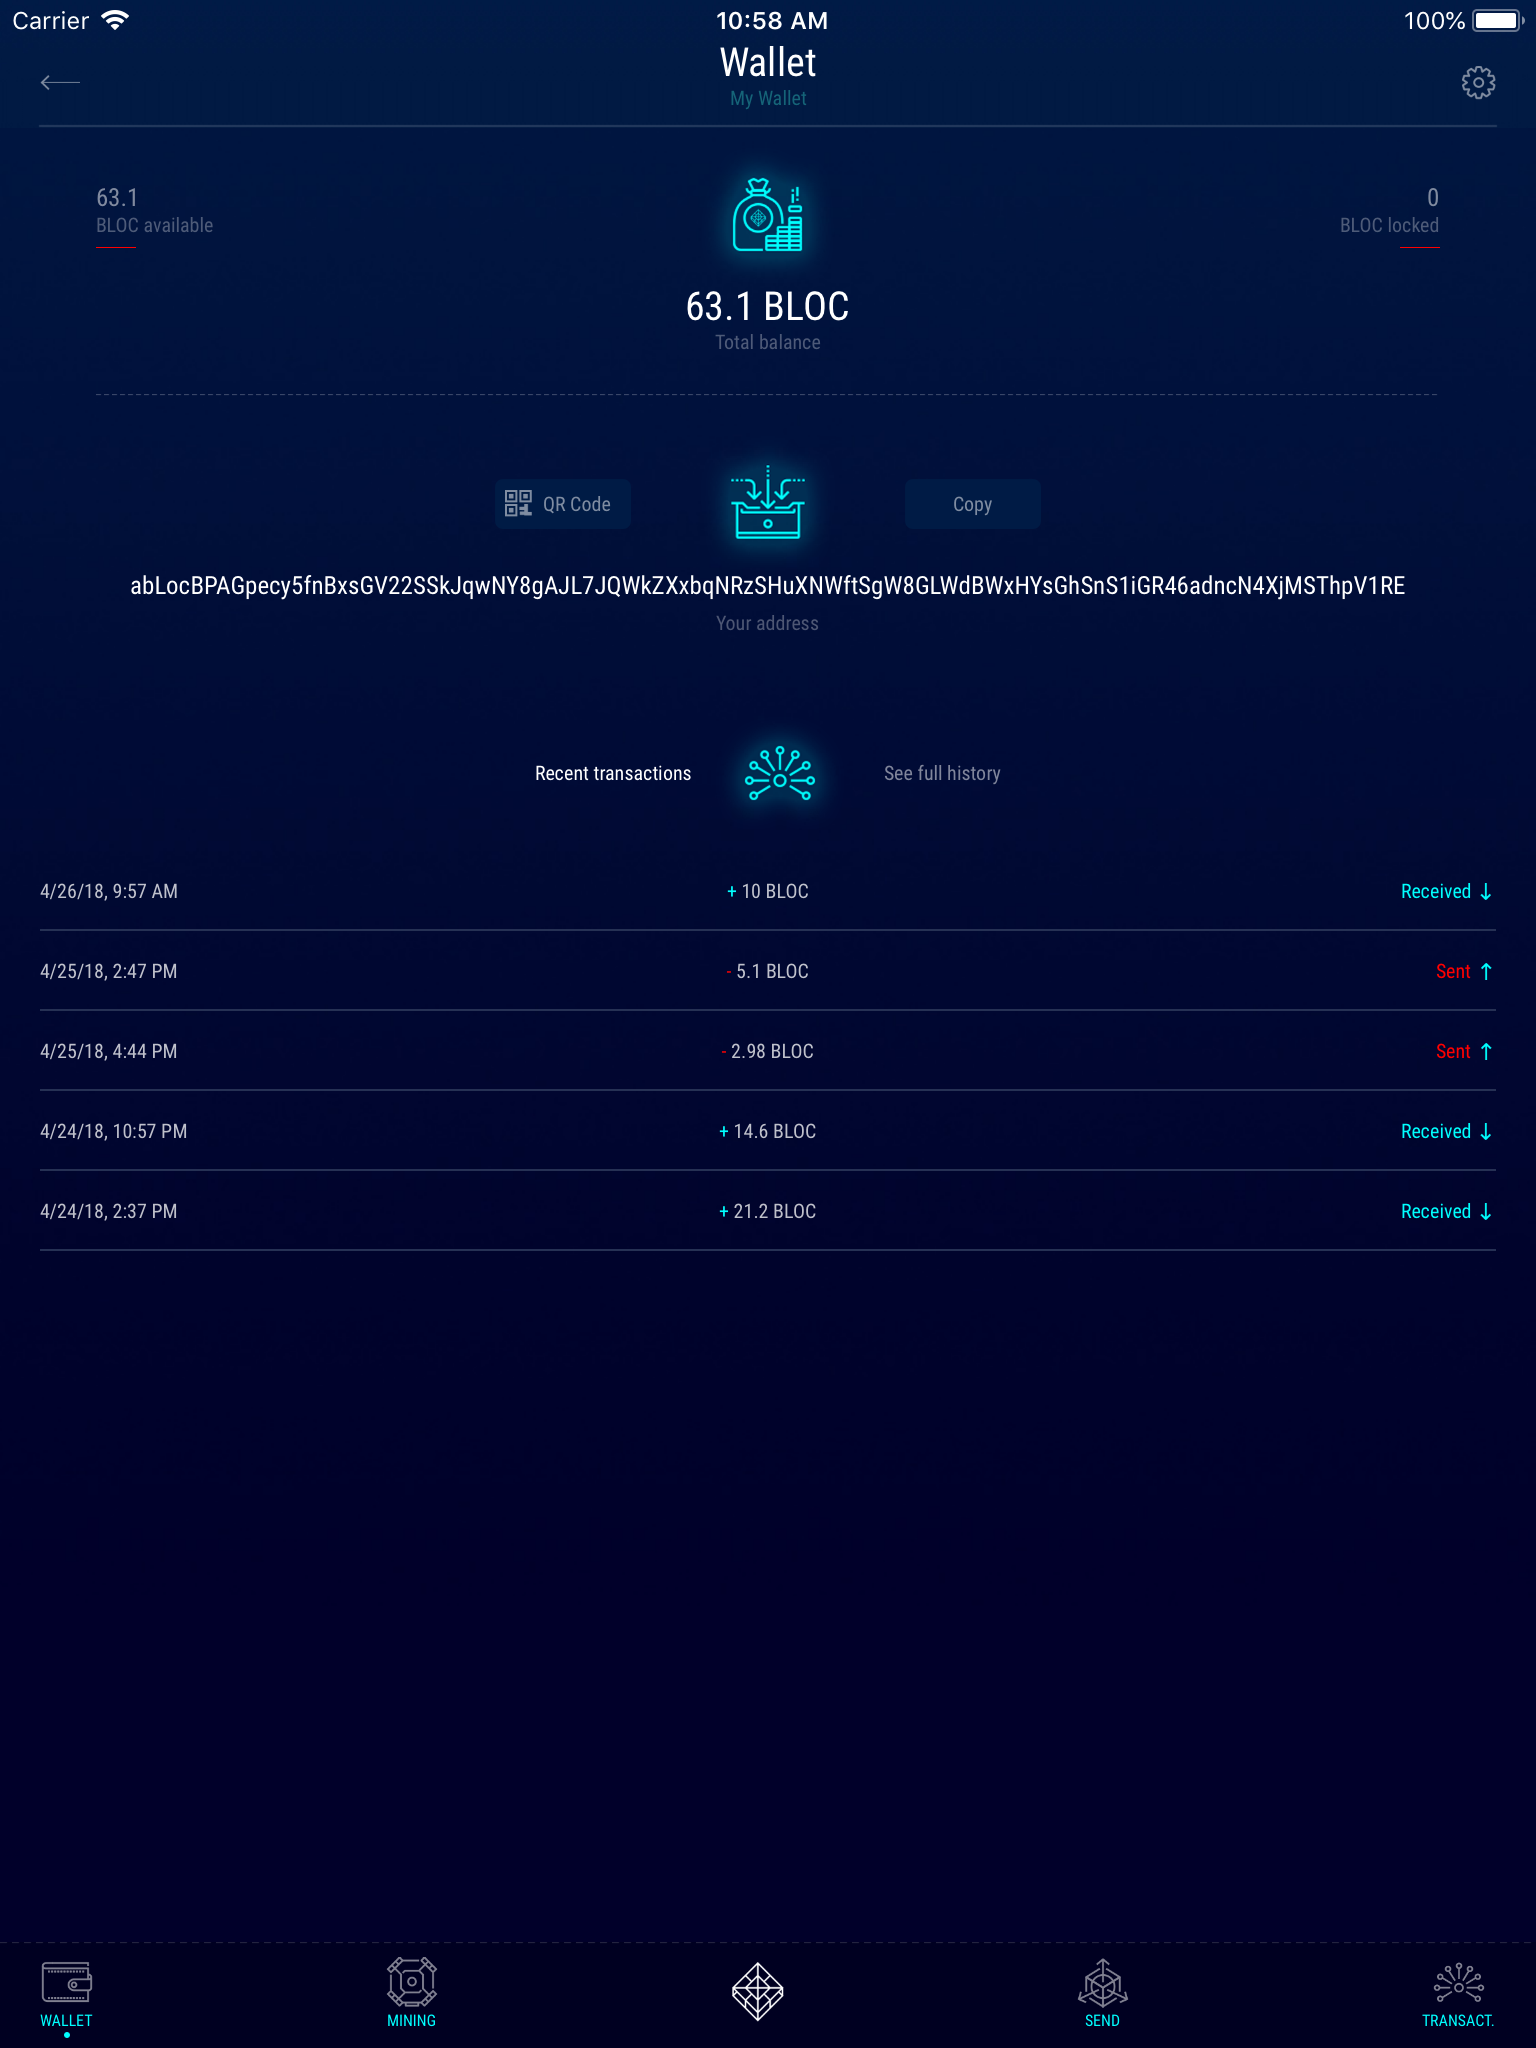 Carrier 10:58 AM 100%
Wallet
My Wallet
63.1
BLOC available
0
BLOC locked
63.1 BLOC
Total balance
QR Code
Copy
abLocBPAGpecy5fnBxsGV22SSkJqwNY8gAJL7JQWkZXxbqNRzSHuXNWftSgW8GLWdBWxHYsGhSnS1iGR46adncN4XjMSThpV1RE
Your address
Recent transactions
See full history
4/26/18, 9:57 AM + 10 BLOC Received ↓
4/25/18, 2:47 PM - 5.1 BLOC Sent ↑
4/25/18, 4:44 PM - 2.98 BLOC Sent ↑
4/24/18, 10:57 PM + 14.6 BLOC Received ↓
4/24/18, 2:37 PM + 21.2 BLOC Received ↓
WALLET MINING SEND TRANSACT.